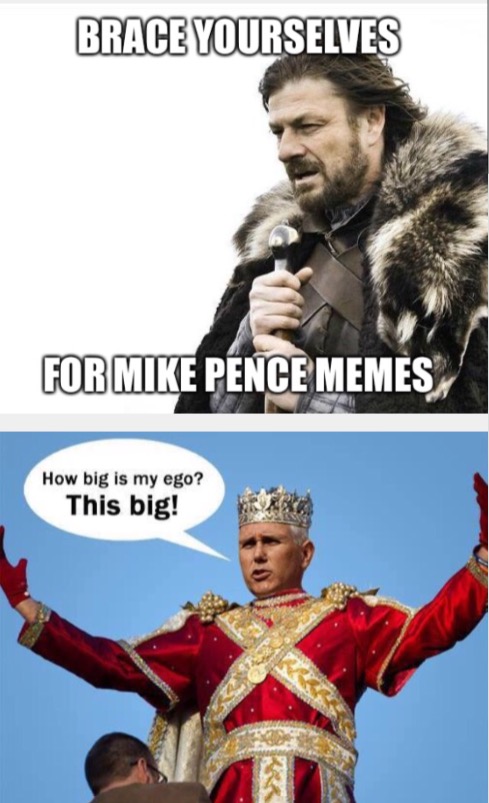 BRACE YOURSELVES
FOR MIKE PENCE MEMES
How big is my ego?
This big!